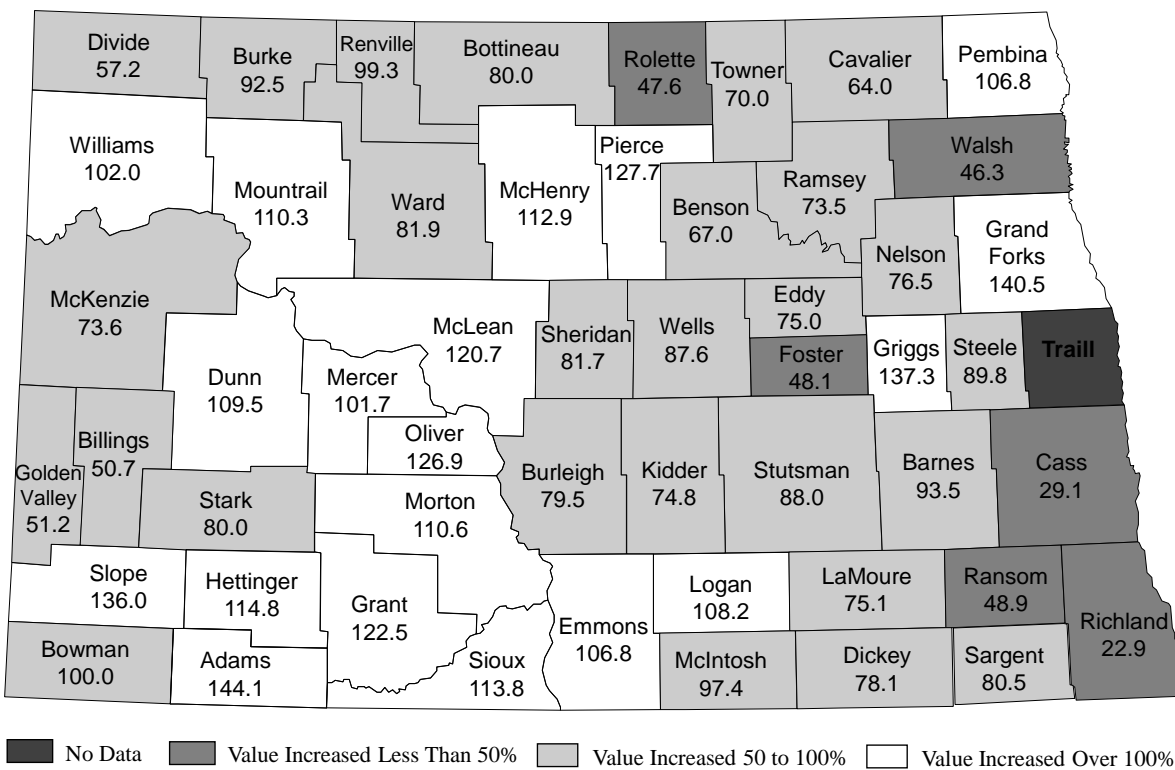 Divide
57.2
Burke
92.5
Renville
99.3
Bottineau
80.0
Rolette
47.6
Towner
70.0
Cavalier
64.0
Pembina
106.8
Williams
102.0
Mountrail
110.3
Ward
81.9
McHenry
112.9
Pierce
127.7
Benson
67.0
Ramsey
73.5
Walsh
46.3
Nelson
76.5
Grand
Forks
140.5
McKenzie
73.6
Dunn
109.5
Mercer
101.7
McLean
120.7
Oliver
126.9
Sheridan
81.7
Wells
87.6
Eddy
75.0
Foster
48.1
Griggs
137.3
Steele
89.8
Traill
Golden
Valley
51.2
Billings
50.7
Stark
80.0
Morton
110.6
Burleigh
79.5
Kidder
74.8
Stutsman
88.0
Barnes
93.5
Cass
29.1
Slope
136.0
Hettinger
114.8
Grant
122.5
Bowman
100.0
Adams
144.1
Sioux
113.8
Emmons
106.8
Logan
108.2
McIntosh
97.4
LaMoure
75.1
Dickey
78.1
Ransom
48.9
Sargent
80.5
Richland
22.9
No Data
Value Increased Less Than 50%
Value Increased 50 to 100%
Value Increased Over 100%